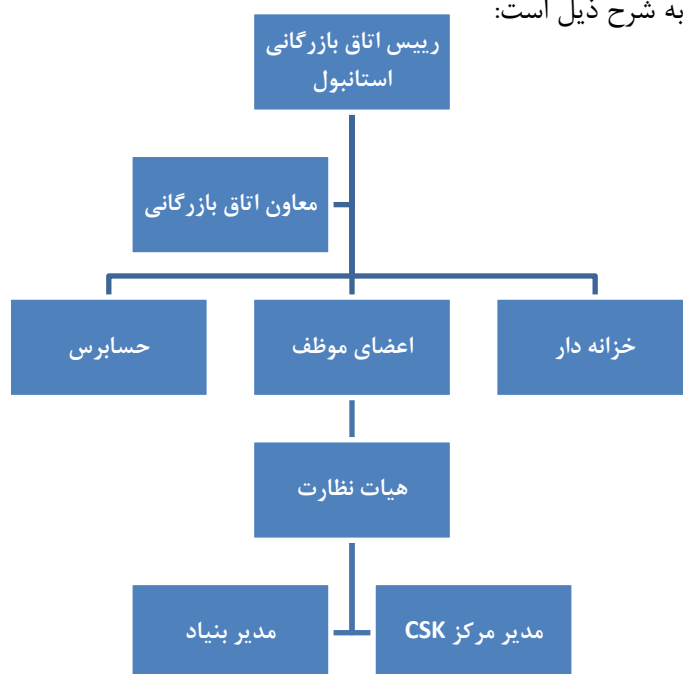 به شرح ذیل است:
رییس اتاق بازرگانی
استانبول
معاون اتاق بازرگانی
خزانه دار
اعضای موظف
حسابرس
هیات نظارت
مدیر مرکز CSK
مدیر بنیاد